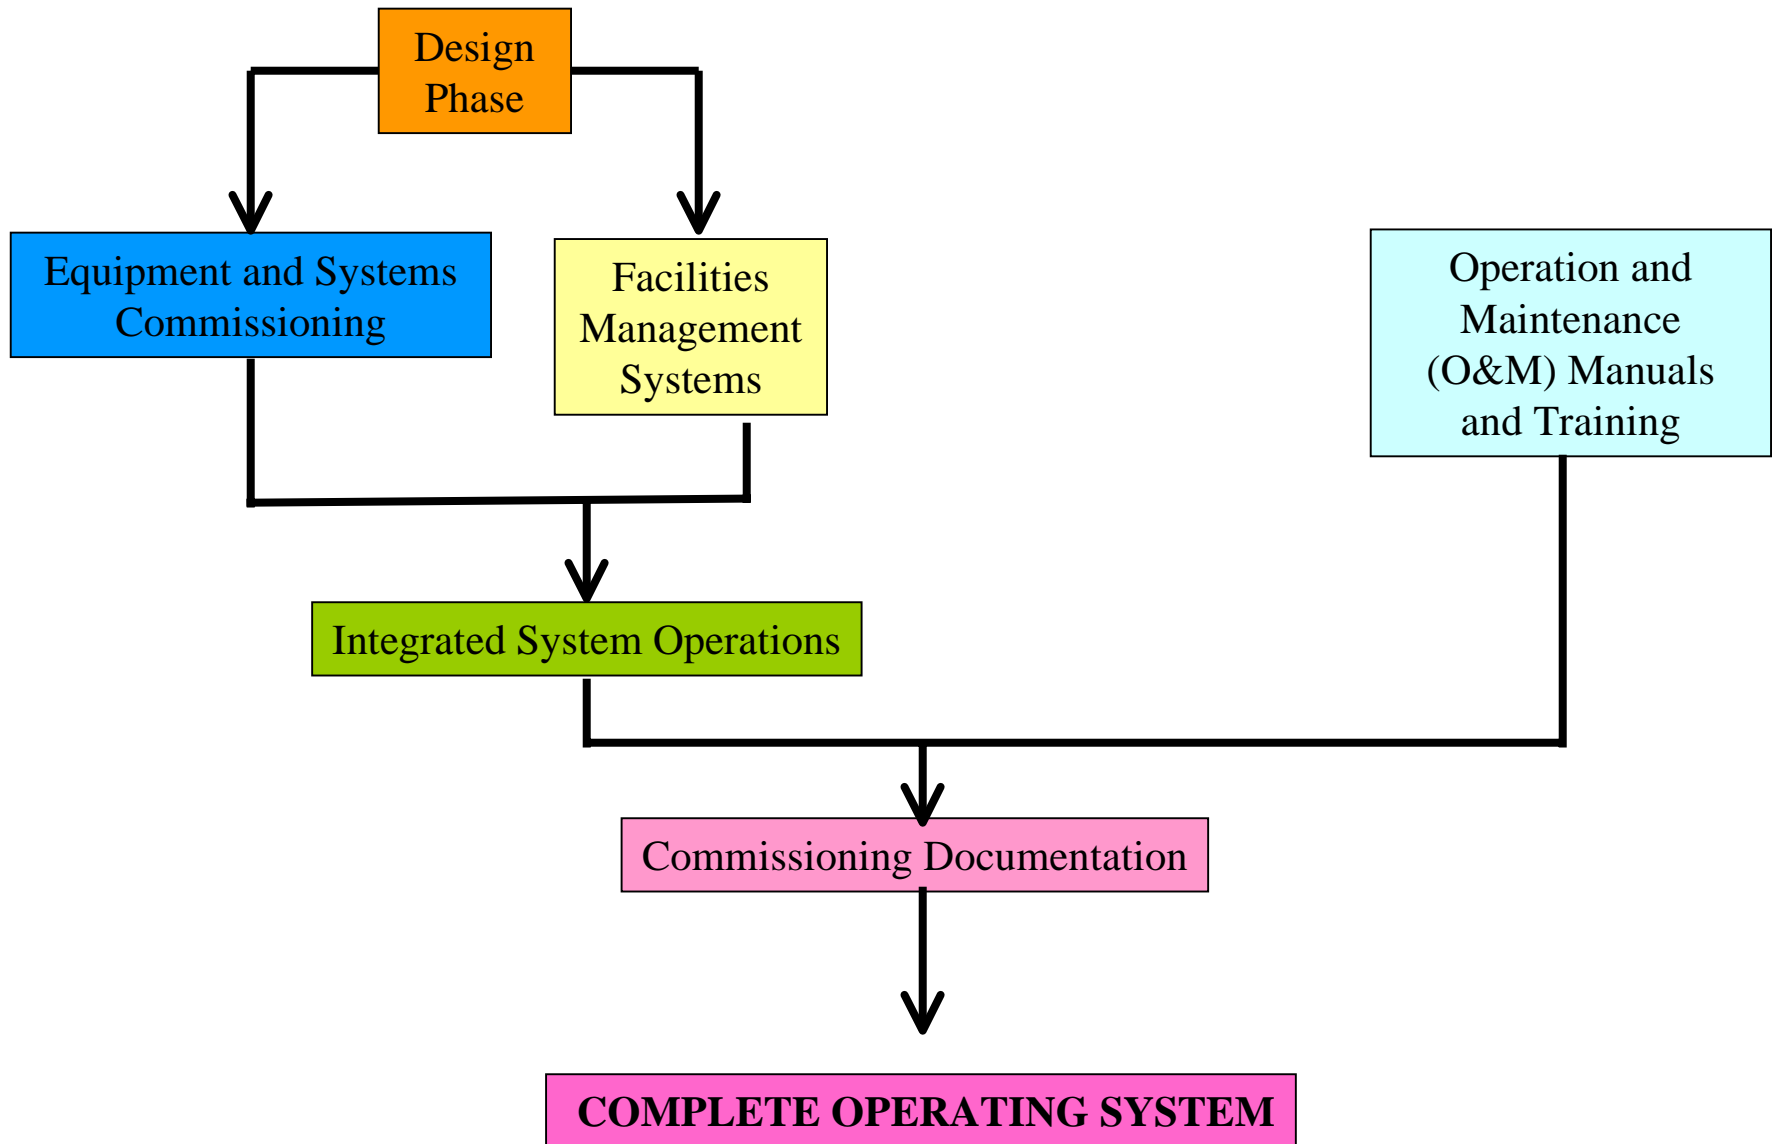 Design
Phase
Equipment and Systems
Commissioning
Facilities
Management
Systems
Operation and
Maintenance
(O&M) Manuals
and Training
Integrated System Operations
Commissioning Documentation
COMPLETE OPERATING SYSTEM